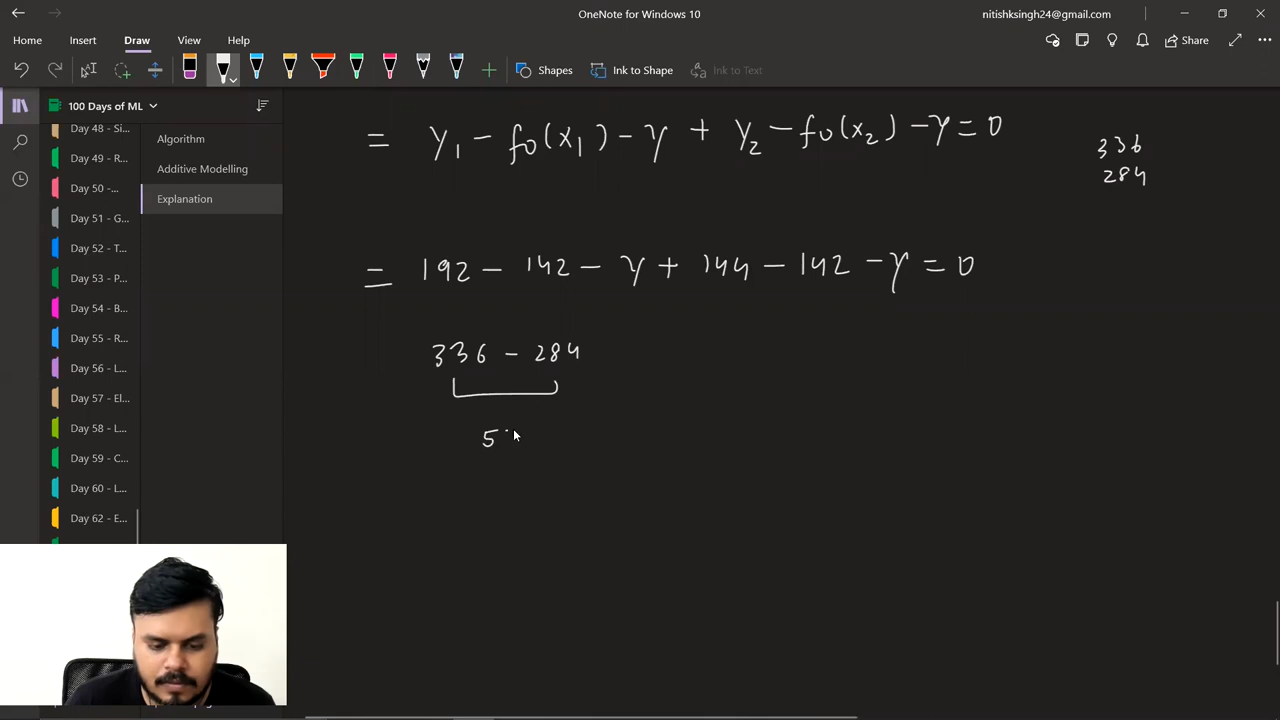 OneNote for Windows 10
nitishksingh24@gmail.com
Home
Insert
Draw
View
Help
Share
Shapes
Ink to Shape
Ink to Text
100 Days of ML
Day 48 - Si...
Day 49 - R...
Day 50 -...
Day 51 - G...
Day 52 - T...
Day 53 - P...
Day 54 - B...
Day 55 - R...
Day 56 - L...
Day 57 - El...
Day 58 - L...
Day 59 - C...
Day 60 - L...
Day 62 - E...
Algorithm
Additive Modelling
Explanation
= y₁ - f₀(x₁) - γ + y₂ - f₀(x₂) - γ = 0
336
284
= 192 - 142 - γ + 144 - 142 - γ = 0
336 - 284
5